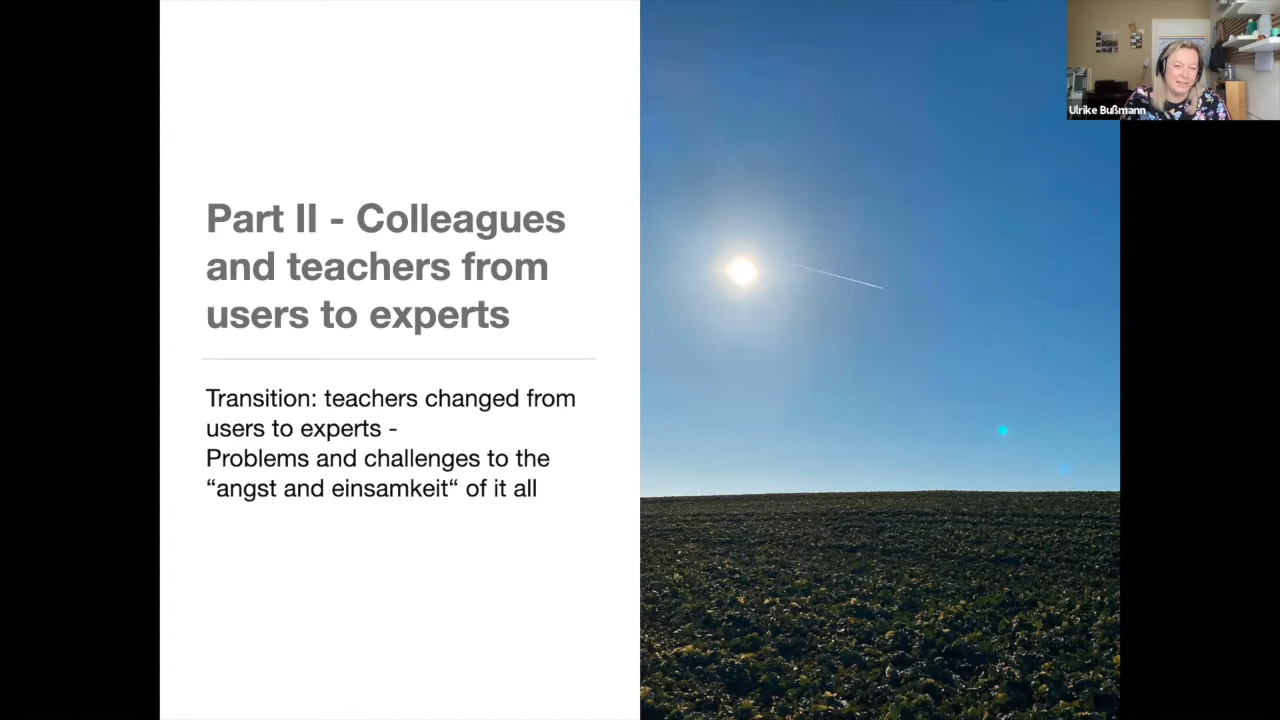 Ulrike Bußmann
Part II - Colleagues
and teachers from
users to experts
Transition: teachers changed from
users to experts -
Problems and challenges to the
“angst and einsamkeit“ of it all